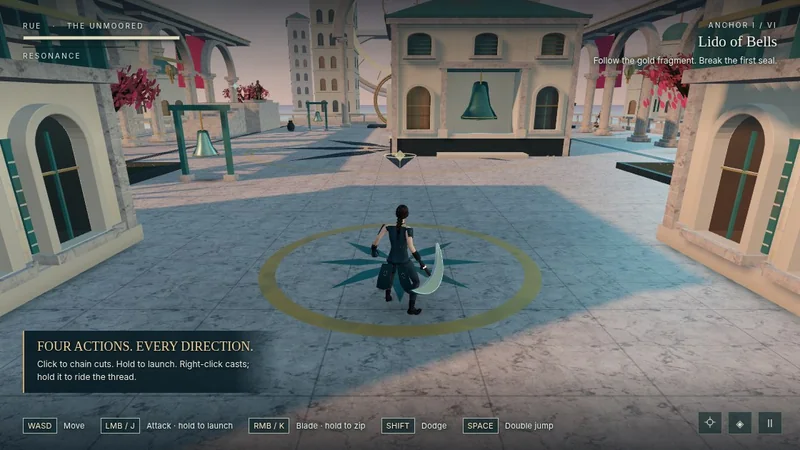 RUE · THE UNMOORED
RESONANCE
ANCHOR I / VI
Lido of Bells
Follow the gold fragment. Break the first seal.
FOUR ACTIONS. EVERY DIRECTION.
Click to chain cuts. Hold to launch. Right-click casts;
hold it to ride the thread.
WASD Move LMB / J Attack · hold to launch RMB / K Blade · hold to zip SHIFT Dodge SPACE Double jump